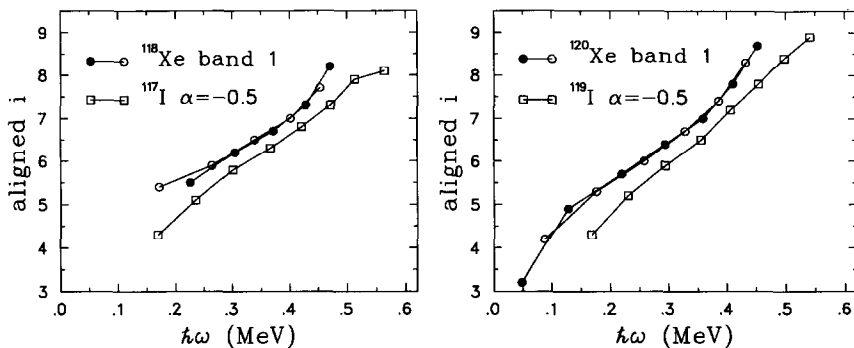 aligned i
9
8
7
6
5
4
3
.0 .1 .2 .3 .4 .5 .6
ħω (MeV)
¹¹⁸Xe band 1
¹¹⁷I α=−0.5
aligned i
9
8
7
6
5
4
3
.0 .1 .2 .3 .4 .5 .6
ħω (MeV)
¹²⁰Xe band 1
¹¹⁹I α=−0.5